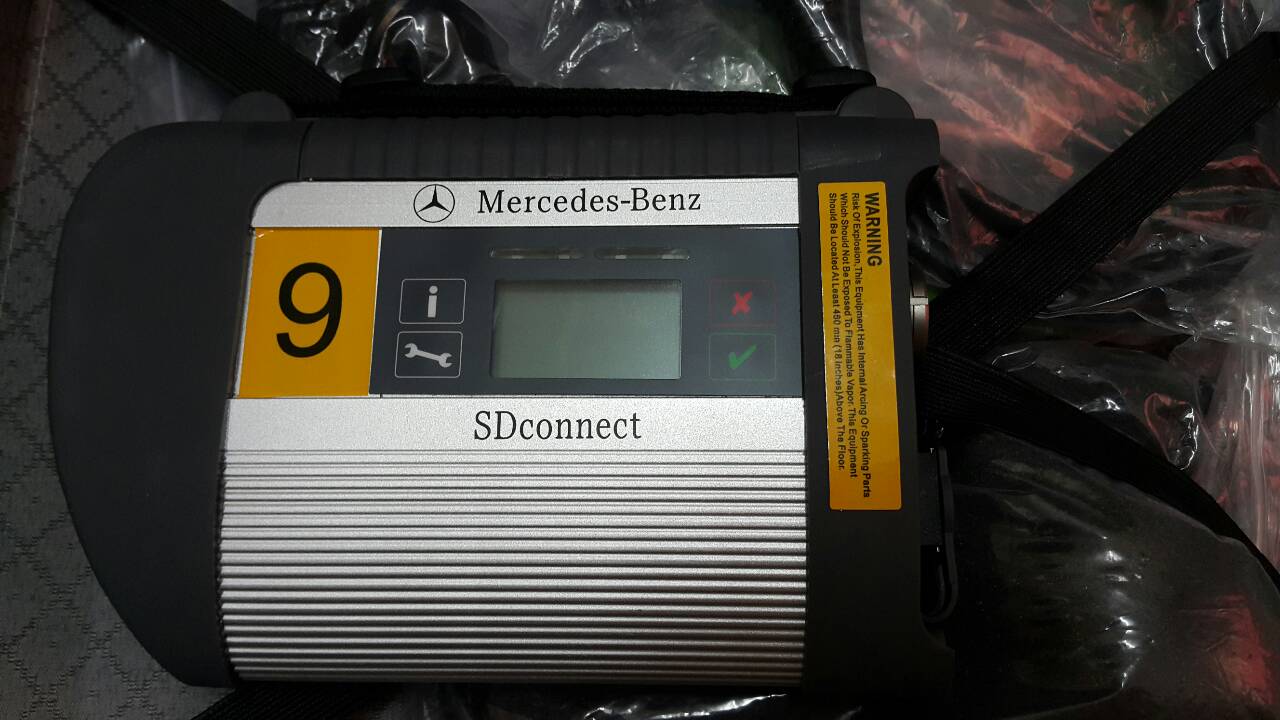 Mercedes-Benz
9
i
SDconnect
WARNING
Risk Of Explosion, This Equipment Has Internal Arcing Or Sparking Parts
Which Should Not Be Exposed To Flammable Vapor. This Equipment
Should Be Located At Least 460 mm (18 Inches)Above The Floor.